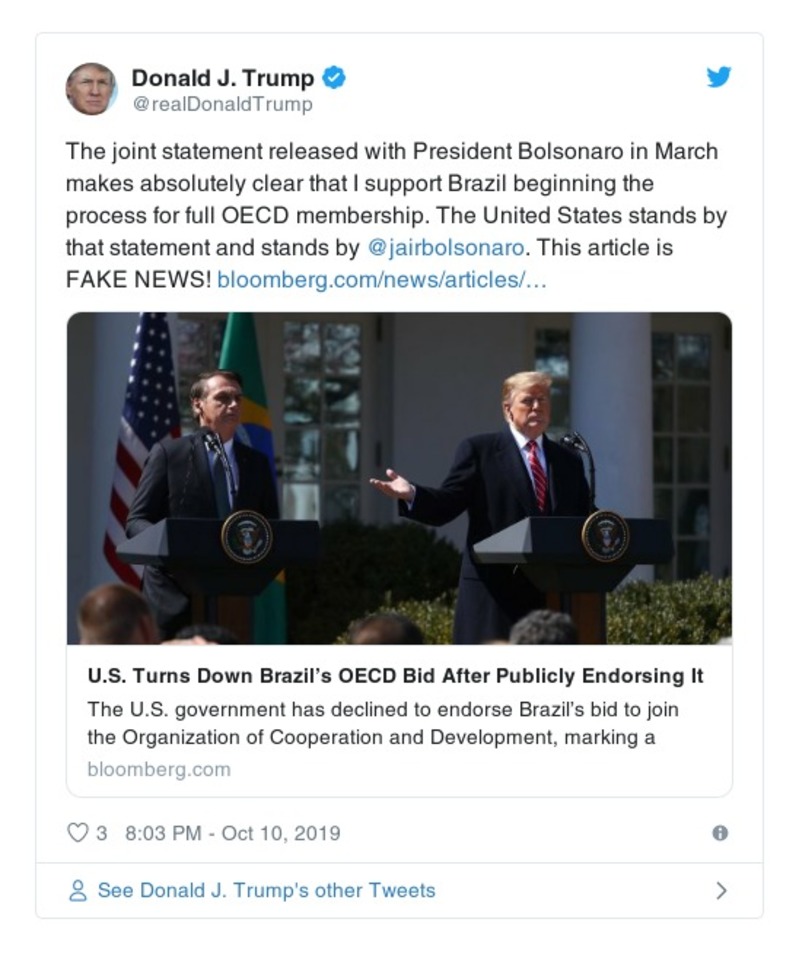 Donald J. Trump
@realDonaldTrump
The joint statement released with President Bolsonaro in March
makes absolutely clear that I support Brazil beginning the
process for full OECD membership. The United States stands by
that statement and stands by @jairbolsonaro. This article is
FAKE NEWS! bloomberg.com/news/articles/…
U.S. Turns Down Brazil’s OECD Bid After Publicly Endorsing It
The U.S. government has declined to endorse Brazil’s bid to join
the Organization of Cooperation and Development, marking a
bloomberg.com
3 8:03 PM - Oct 10, 2019
See Donald J. Trump's other Tweets